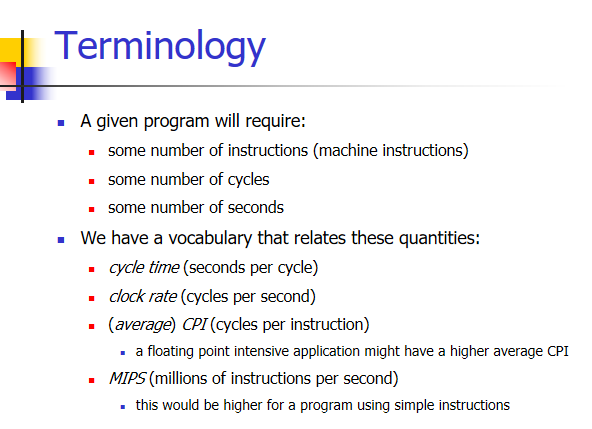 Terminology
A given program will require:
some number of instructions (machine instructions)
some number of cycles
some number of seconds
We have a vocabulary that relates these quantities:
cycle time (seconds per cycle)
clock rate (cycles per second)
(average) CPI (cycles per instruction)
a floating point intensive application might have a higher average CPI
MIPS (millions of instructions per second)
this would be higher for a program using simple instructions